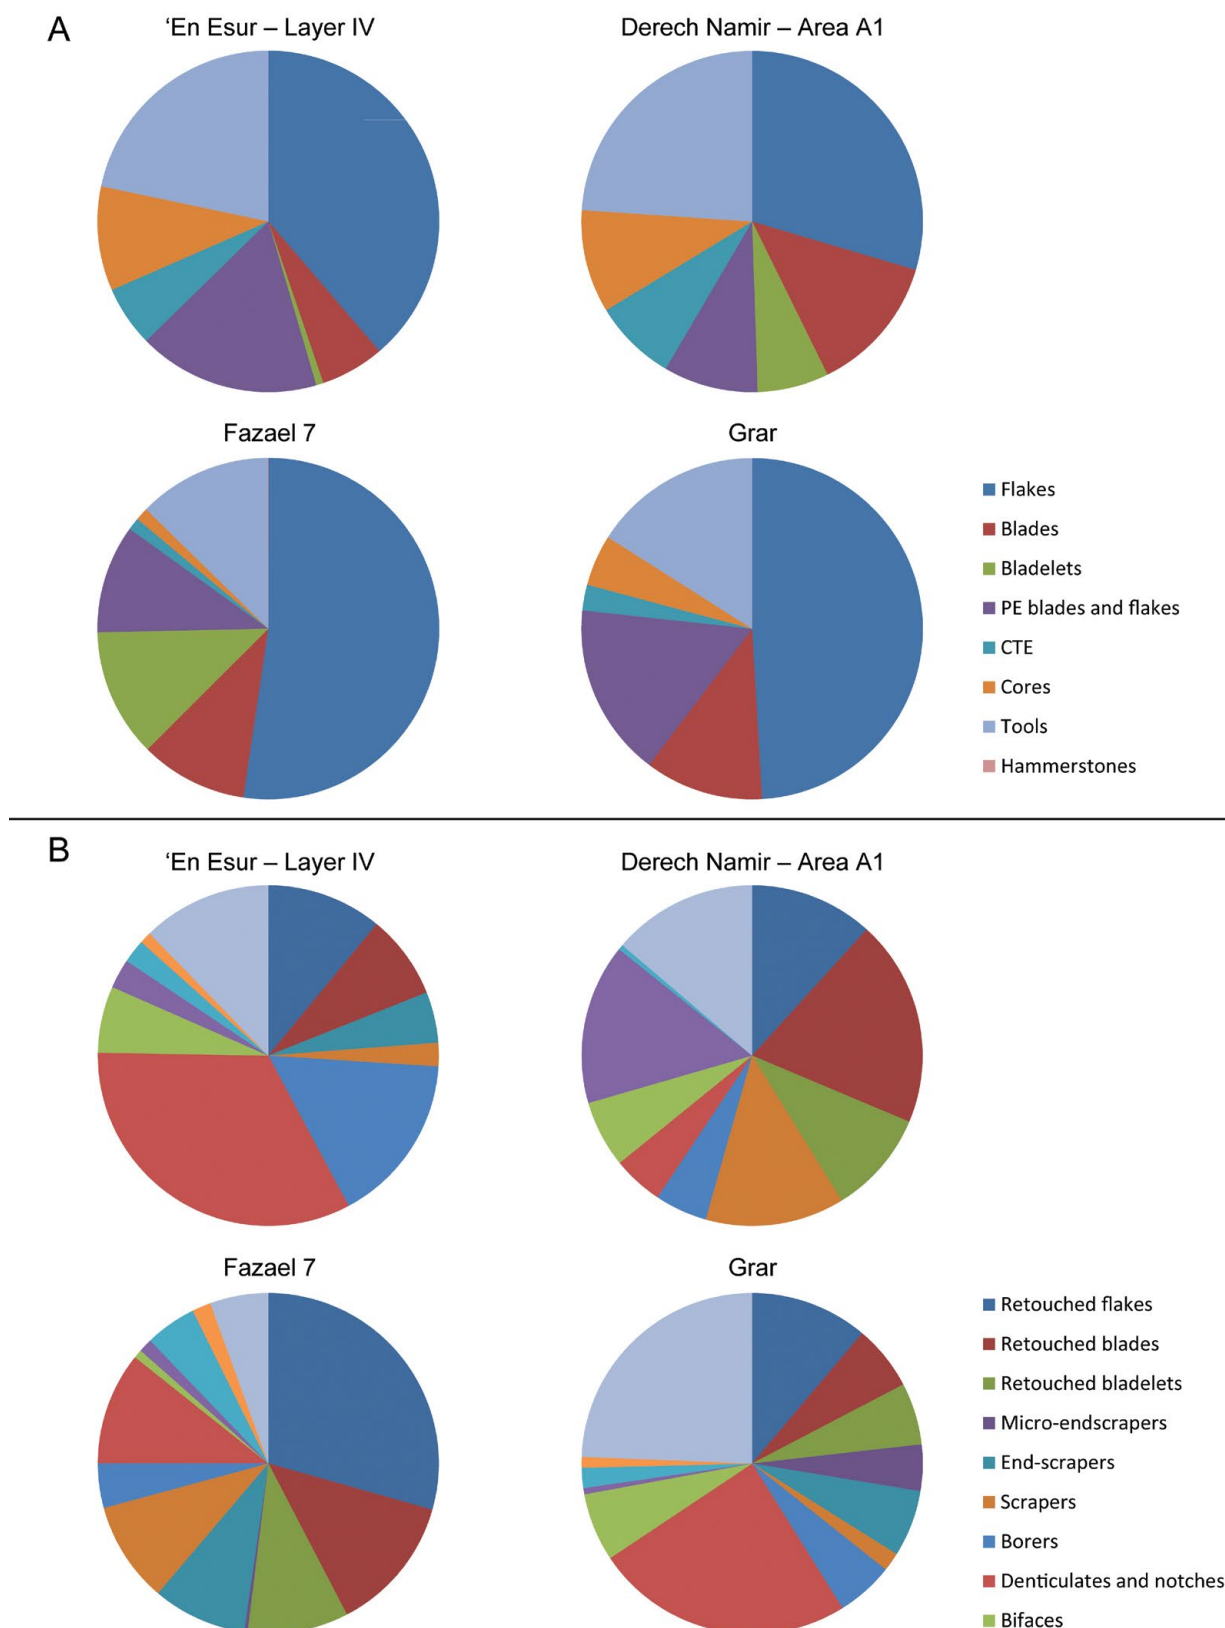 A
‘En Esur – Layer IV
Derech Namir – Area A1
Fazael 7
Grar
Flakes
Blades
Bladelets
PE blades and flakes
CTE
Cores
Tools
Hammerstones
B
‘En Esur – Layer IV
Derech Namir – Area A1
Fazael 7
Grar
Retouched flakes
Retouched blades
Retouched bladelets
Micro-endscrapers
End-scrapers
Scrapers
Borers
Denticulates and notches
Bifaces